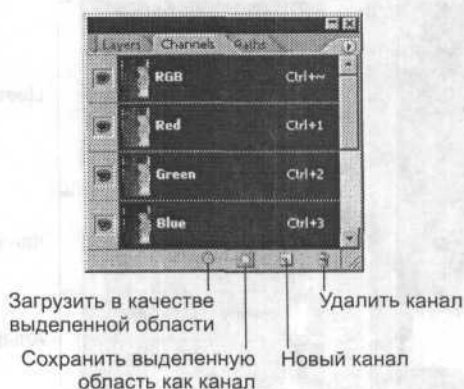 Layers Channels Paths
RGB Ctrl+~
Red Ctrl+1
Green Ctrl+2
Blue Ctrl+3
Загрузить в качестве
выделенной области
Удалить канал
Сохранить выделенную
область как канал
Новый канал